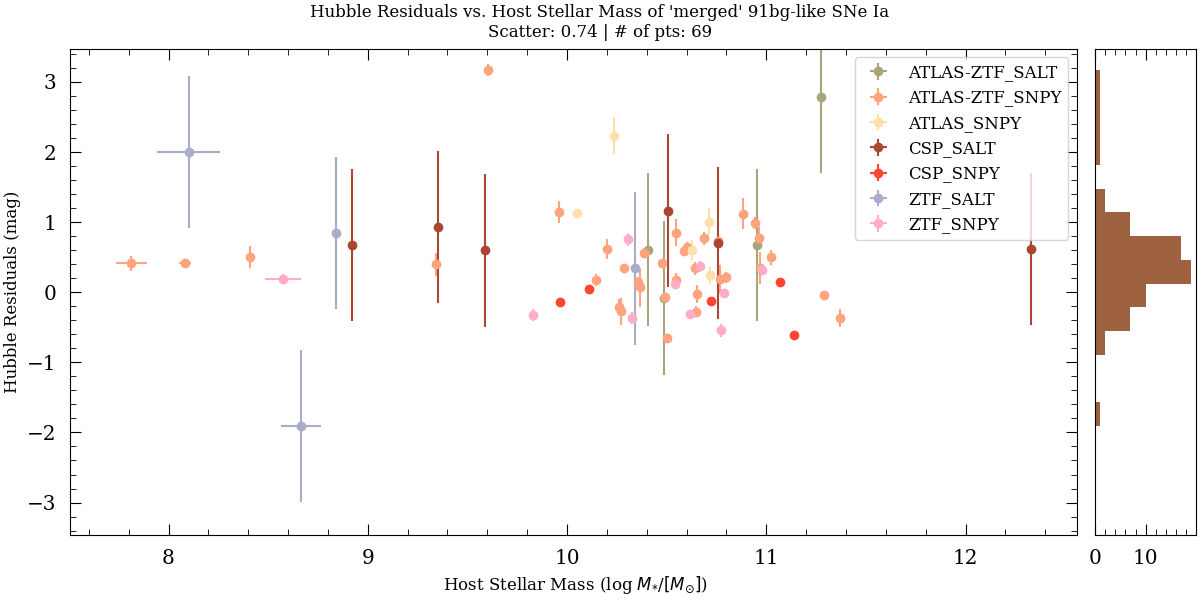 Hubble Residuals vs. Host Stellar Mass of 'merged' 91bg-like SNe Ia
Scatter: 0.74 | # of pts: 69
Hubble Residuals (mag)
3
2
1
0
−1
−2
−3
ATLAS-ZTF_SALT
ATLAS-ZTF_SNPY
ATLAS_SNPY
CSP_SALT
CSP_SNPY
ZTF_SALT
ZTF_SNPY
8 9 10 11 12
0 10
Host Stellar Mass (log M*/[M⊙])